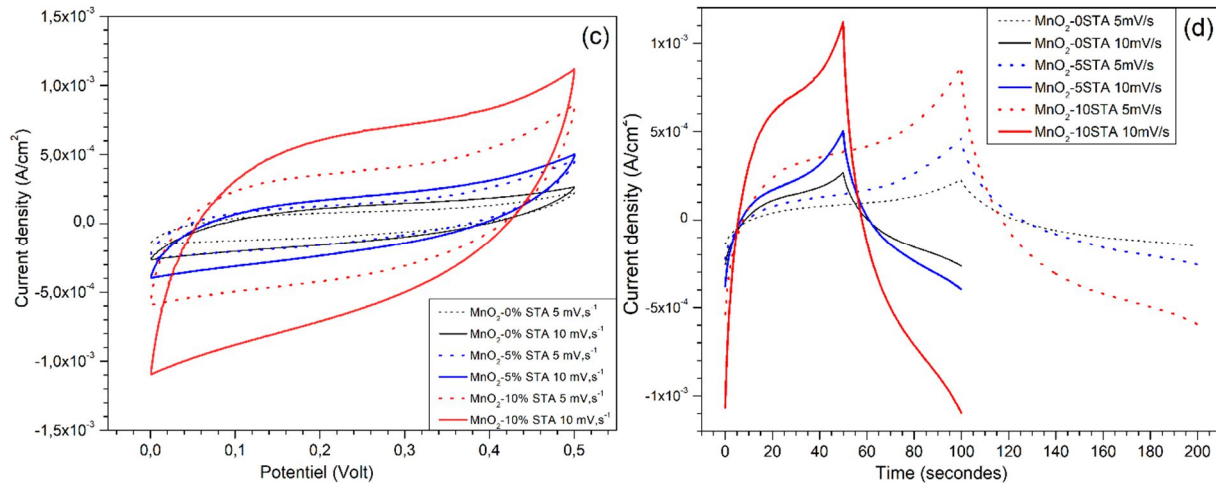 (c)
Current density (A/cm²)
1,5x10⁻³
1,0x10⁻³
5,0x10⁻⁴
0,0
-5,0x10⁻⁴
-1,0x10⁻³
-1,5x10⁻³
MnO₂-0% STA 5 mV,s⁻¹
MnO₂-0% STA 10 mV,s⁻¹
MnO₂-5% STA 5 mV,s⁻¹
MnO₂-5% STA 10 mV,s⁻¹
MnO₂-10% STA 5 mV,s⁻¹
MnO₂-10% STA 10 mV,s⁻¹
0,0 0,1 0,2 0,3 0,4 0,5
Potentiel (Volt)
(d)
Current density (A/cm²)
1x10⁻³
5x10⁻⁴
0
-5x10⁻⁴
-1x10⁻³
MnO₂-0STA 5mV/s
MnO₂-0STA 10mV/s
MnO₂-5STA 5mV/s
MnO₂-5STA 10mV/s
MnO₂-10STA 5mV/s
MnO₂-10STA 10mV/s
0 20 40 60 80 100 120 140 160 180 200
Time (secondes)